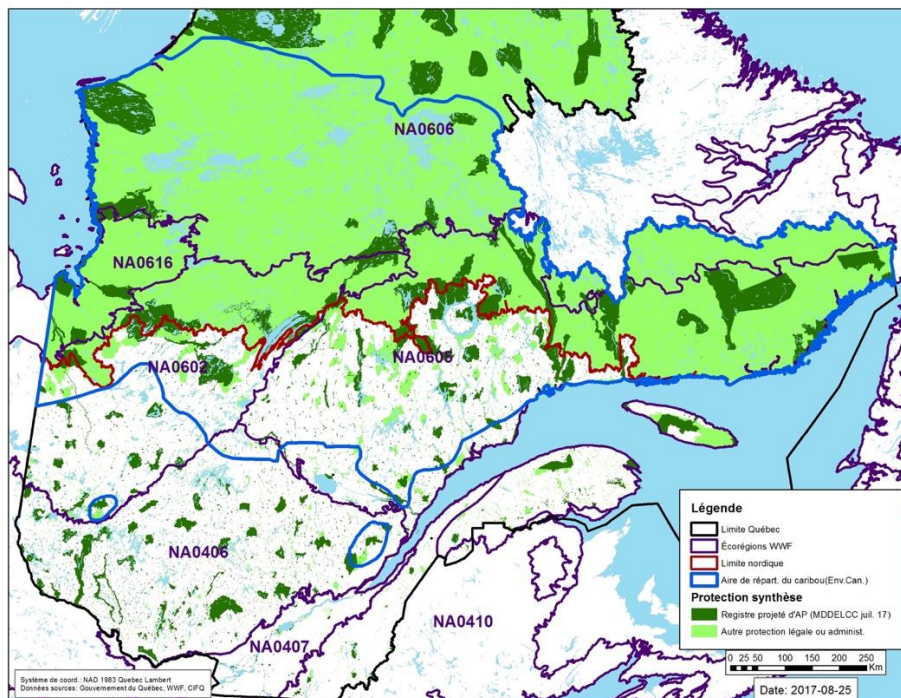 NA0606
NA0616
NA0602
NA0605
NA0406
NA0407
NA0410
Légende
Limite Québec
Écorégions WWF
Limite nordique
Aire de répart. du caribou(Env.Can.)
Protection synthèse
Registre projeté d'AP (MDDELCC juil. 17)
Autre protection légale ou administ.
0 25 50 100 150 200 250
Km
Date: 2017-08-25
Système de coord.: NAD 1983 Quebec Lambert
Données sources: Gouvernement du Québec, WWF, CIFQ